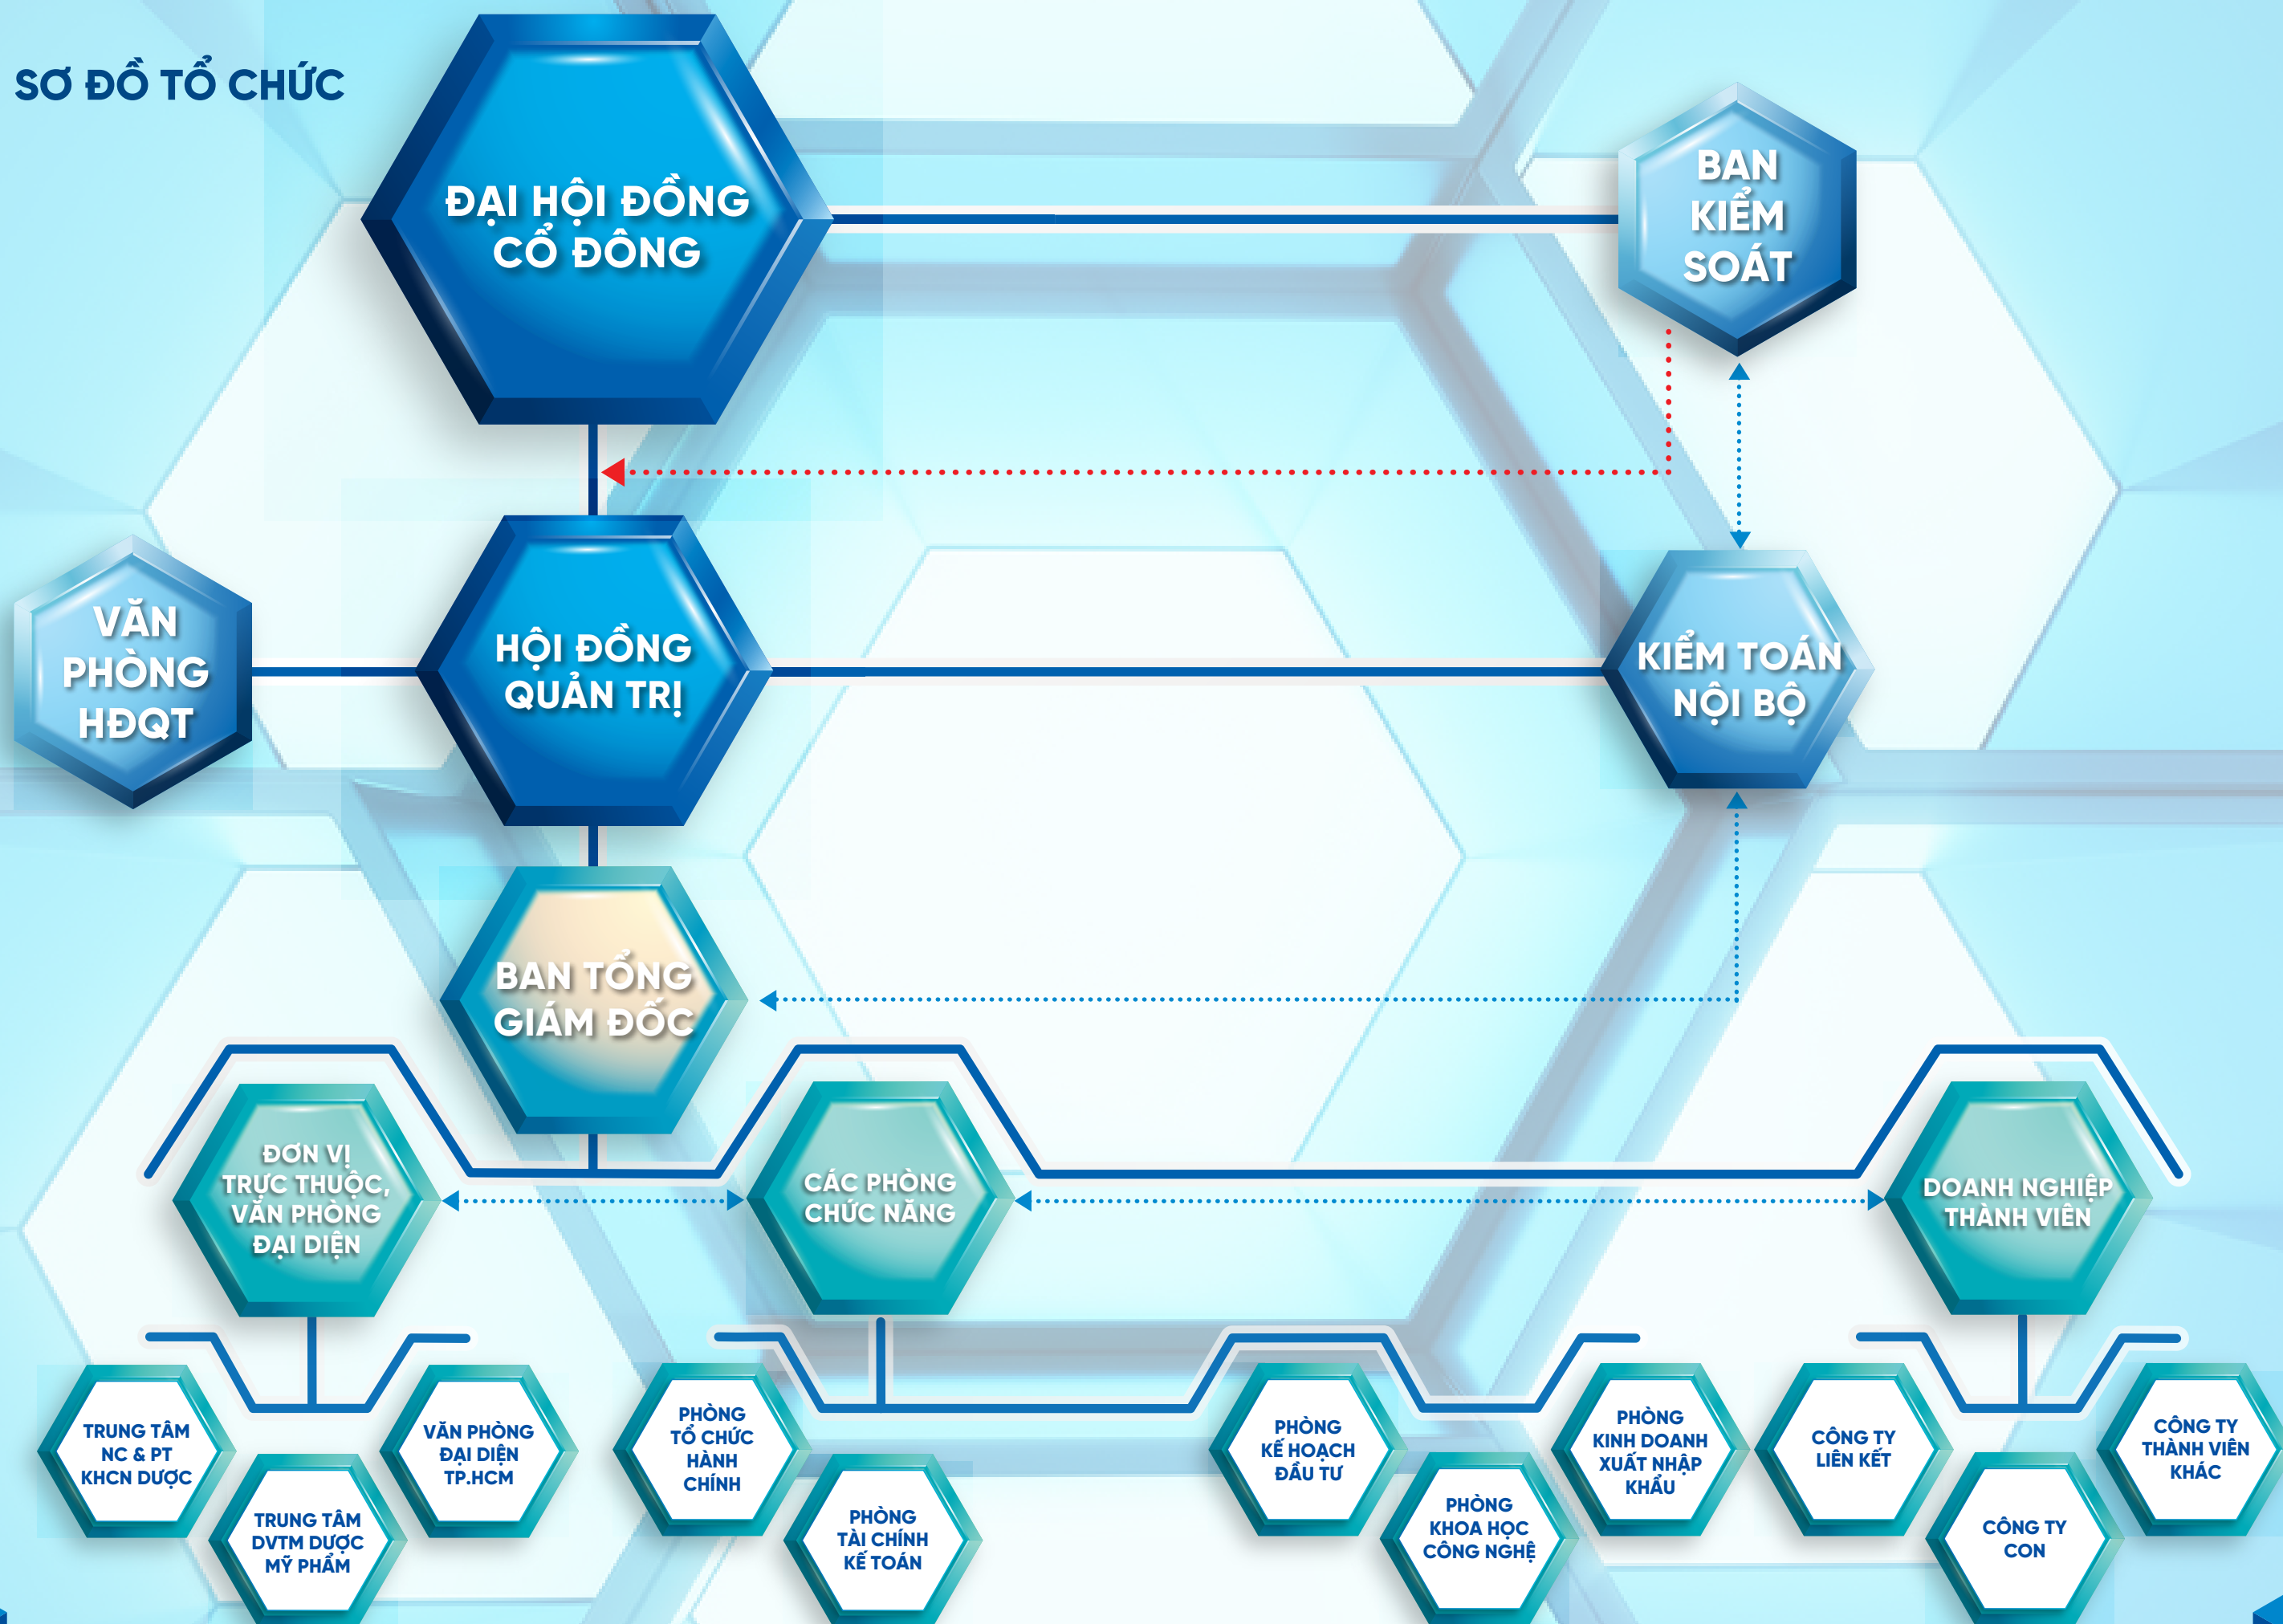 SƠ ĐỒ TỔ CHỨC
ĐẠI HỘI ĐỒNG
CỔ ĐÔNG
BAN
KIỂM
SOÁT
VĂN
PHÒNG
HĐQT
HỘI ĐỒNG
QUẢN TRỊ
KIỂM TOÁN
NỘI BỘ
BAN TỔNG
GIÁM ĐỐC
ĐƠN VỊ
TRỰC THUỘC,
VĂN PHÒNG
ĐẠI DIỆN
CÁC PHÒNG
CHỨC NĂNG
DOANH NGHIỆP
THÀNH VIÊN
TRUNG TÂM
NC & PT
KHCN DƯỢC
TRUNG TÂM
DVTM DƯỢC
MỸ PHẨM
VĂN PHÒNG
ĐẠI DIỆN
TP.HCM
PHÒNG
TỔ CHỨC
HÀNH
CHÍNH
PHÒNG
TÀI CHÍNH
KẾ TOÁN
PHÒNG
KẾ HOẠCH
ĐẦU TƯ
PHÒNG
KHOA HỌC
CÔNG NGHỆ
PHÒNG
KINH DOANH
XUẤT NHẬP
KHẨU
CÔNG TY
LIÊN KẾT
CÔNG TY
CON
CÔNG TY
THÀNH VIÊN
KHÁC